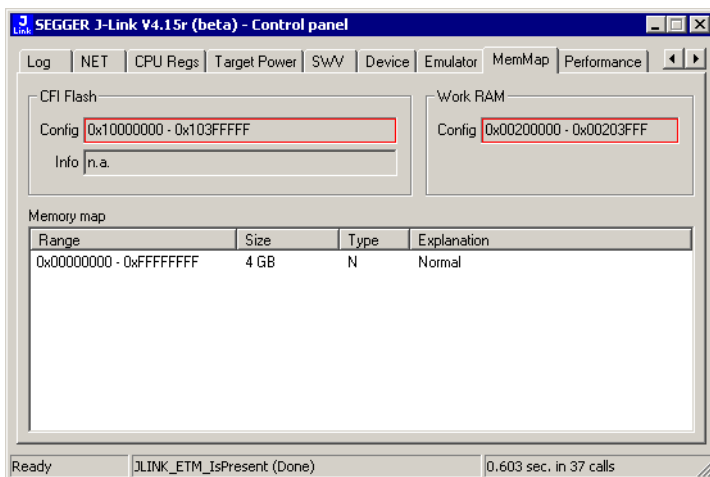 J Link SEGGER J-Link V4.15r (beta) - Control panel
Log NET CPU Regs Target Power SWV Device Emulator MemMap Performance
CFI Flash Work RAM
Config 0x10000000 - 0x103FFFFF Config 0x00200000 - 0x00203FFF
Info n.a.
Memory map
Range Size Type Explanation
0x00000000 - 0xFFFFFFFF 4 GB N Normal
Ready JLINK_ETM_IsPresent (Done) 0.603 sec. in 37 calls